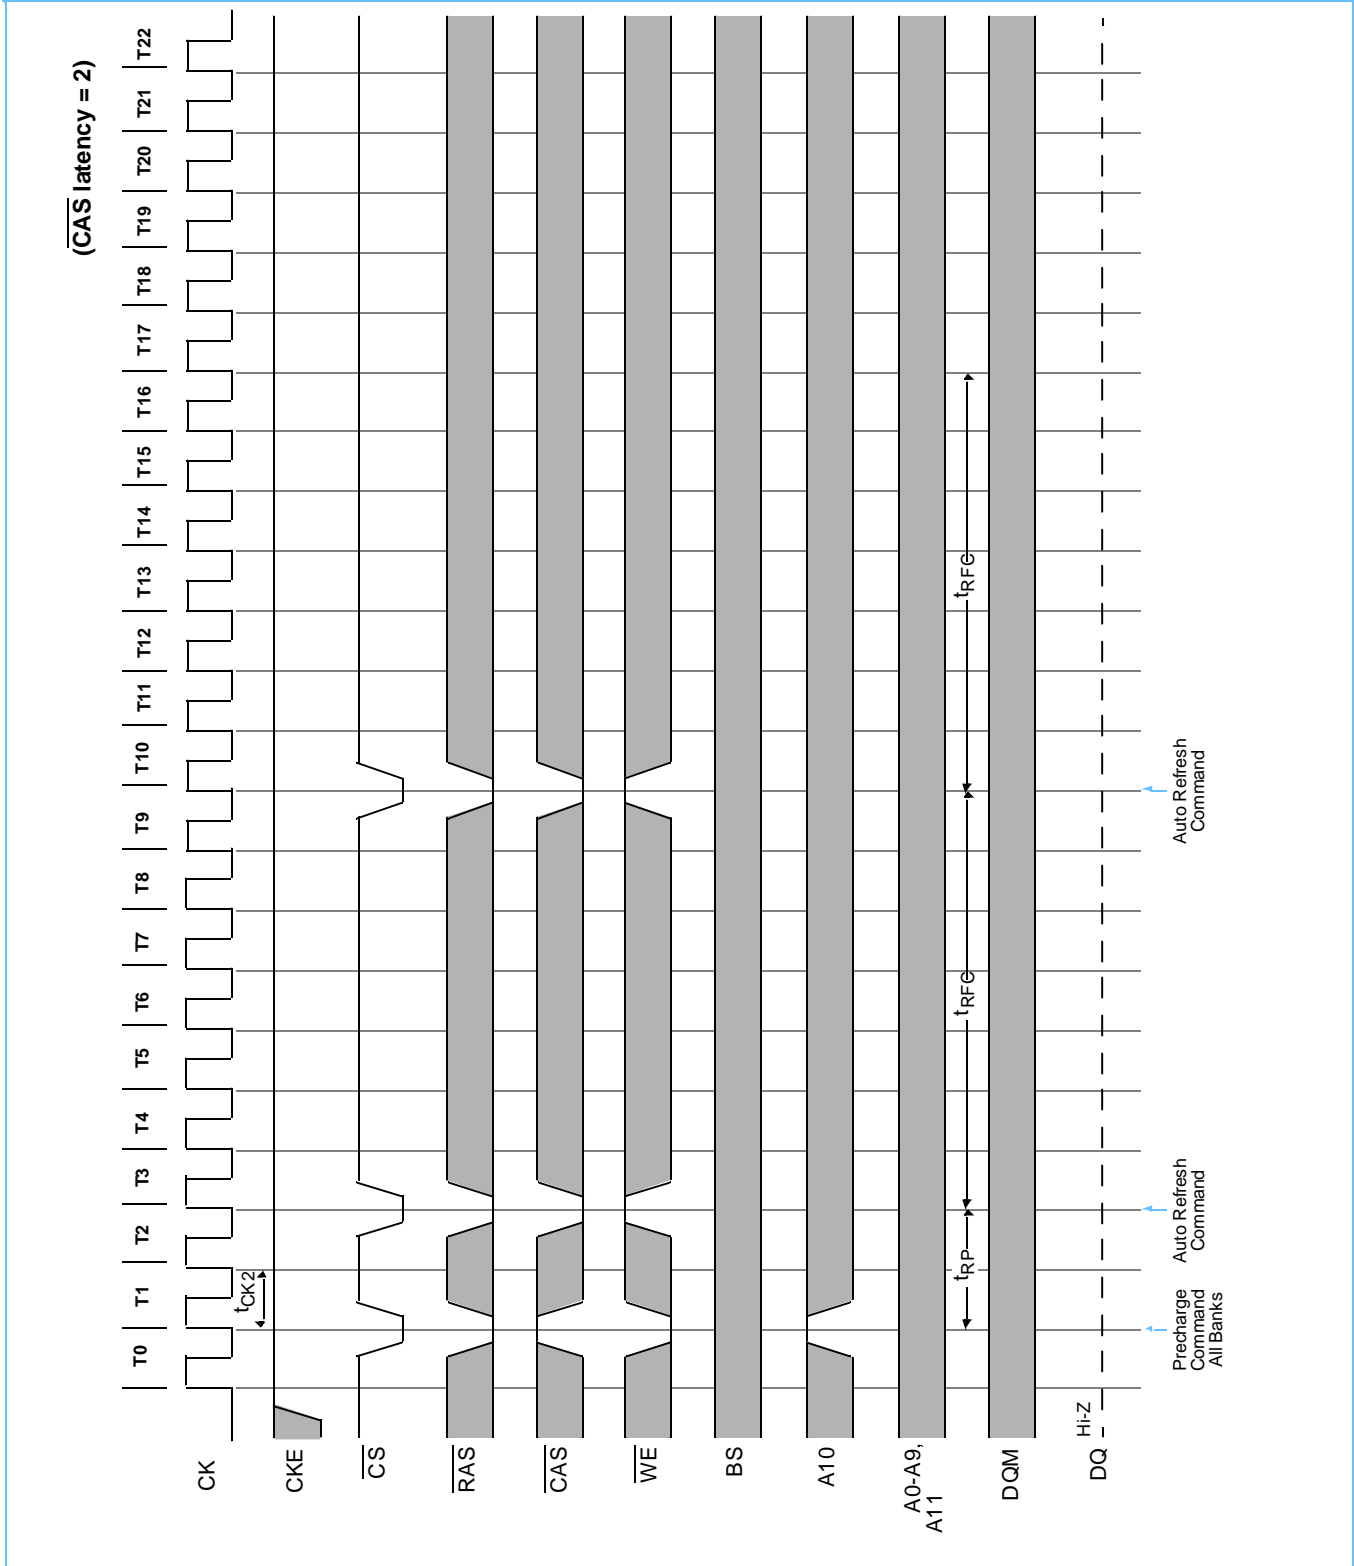 (CAS latency = 2)
T0 T1 T2 T3 T4 T5 T6 T7 T8 T9 T10 T11 T12 T13 T14 T15 T16 T17 T18 T19 T20 T21 T22
CK
tCK2
CKE
CS
RAS
CAS
WE
BS
A10
A0-A9,
A11
tRP
tRFC
tRFC
DQM
Hi-Z
DQ
Precharge
Command
All Banks
Auto Refresh
Command
Auto Refresh
Command